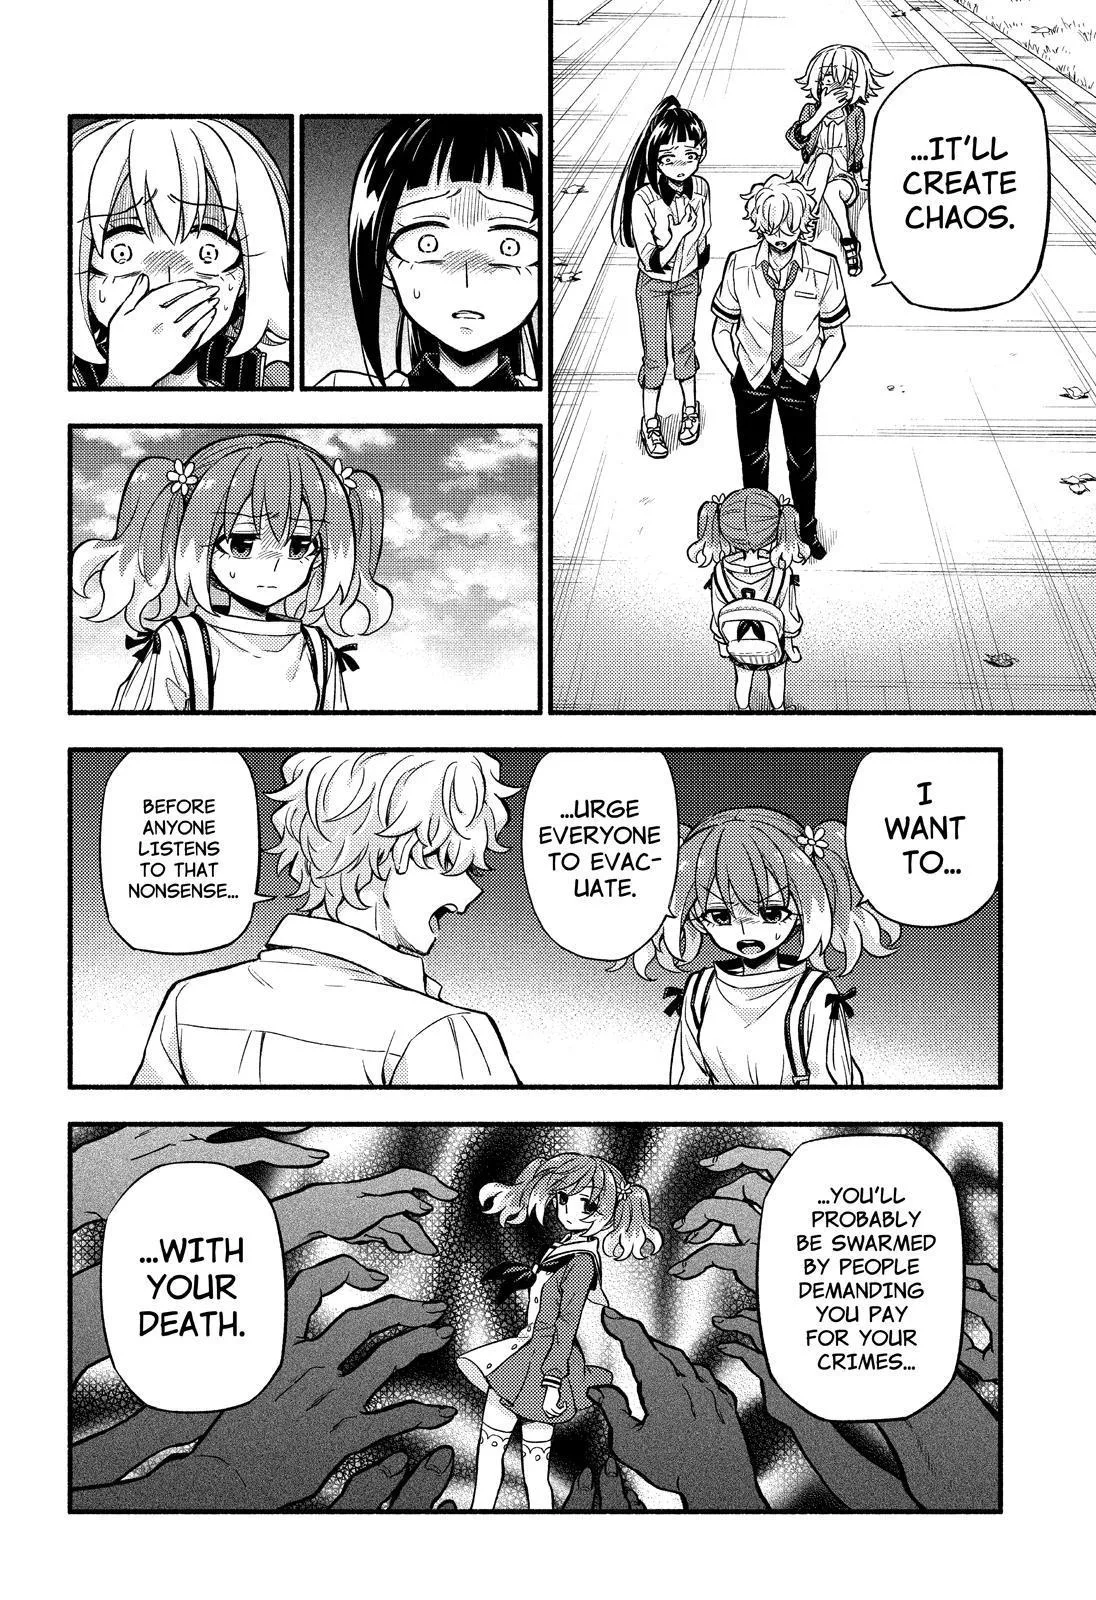 ...IT'LL
CREATE
CHAOS.
I
WANT
TO...
...URGE
EVERYONE
TO EVAC-
UATE.
BEFORE
ANYONE
LISTENS
TO THAT
NONSENSE...
...YOU'LL
PROBABLY
BE SWARMED
BY PEOPLE
DEMANDING
YOU PAY
FOR YOUR
CRIMES...
...WITH
YOUR
DEATH.